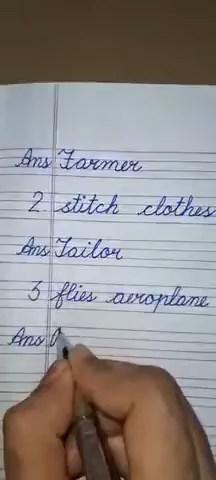 Ans Farmer
2 stitch clothes
Ans Tailor
3 flies aeroplane
Ans